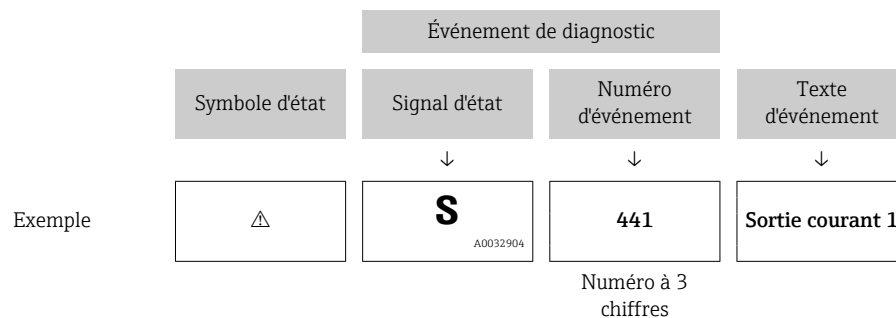 Événement de diagnostic
Symbole d'état
Signal d'état
Numéro
d'événement
Texte
d'événement
↓ ↓ ↓
Exemple
⚠
S
A0032904
441
Sortie courant 1
Numéro à 3
chiffres